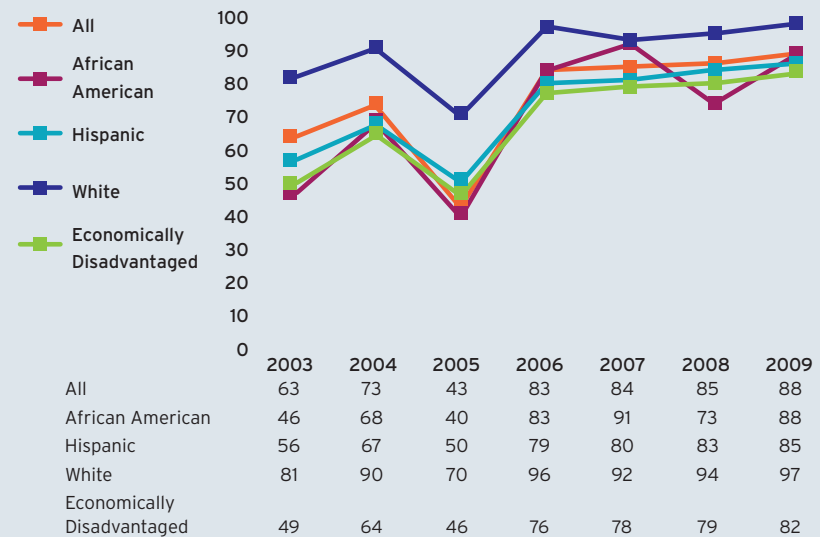 All
African
American
Hispanic
White
Economically
Disadvantaged
100
90
80
70
60
50
40
30
20
10
0
2003 2004 2005 2006 2007 2008 2009
All 63 73 43 83 84 85 88
African American 46 68 40 83 91 73 88
Hispanic 56 67 50 79 80 83 85
White 81 90 70 96 92 94 97
Economically
Disadvantaged 49 64 46 76 78 79 82